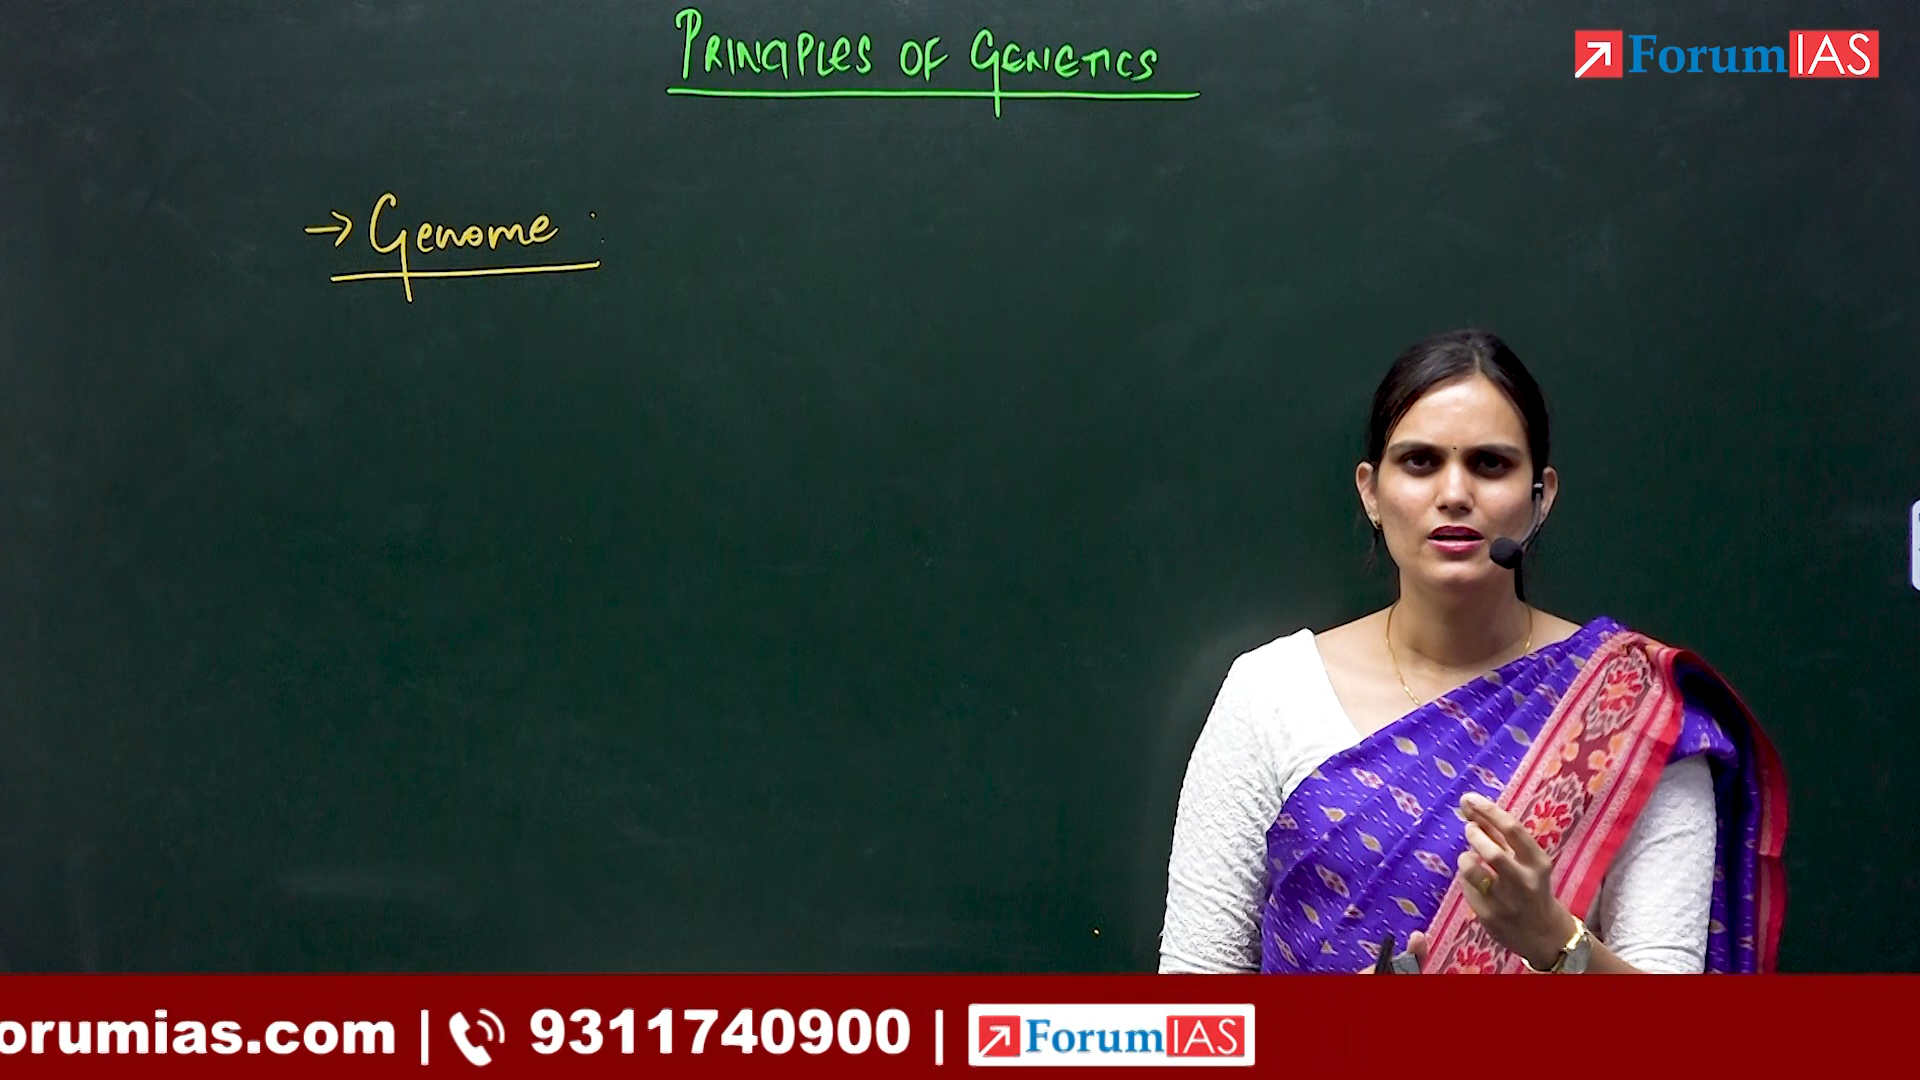 PRINCIPLES OF GENETICS
ForumIAS
→ Genome :
orumias.com | 9311740900 | ForumIAS